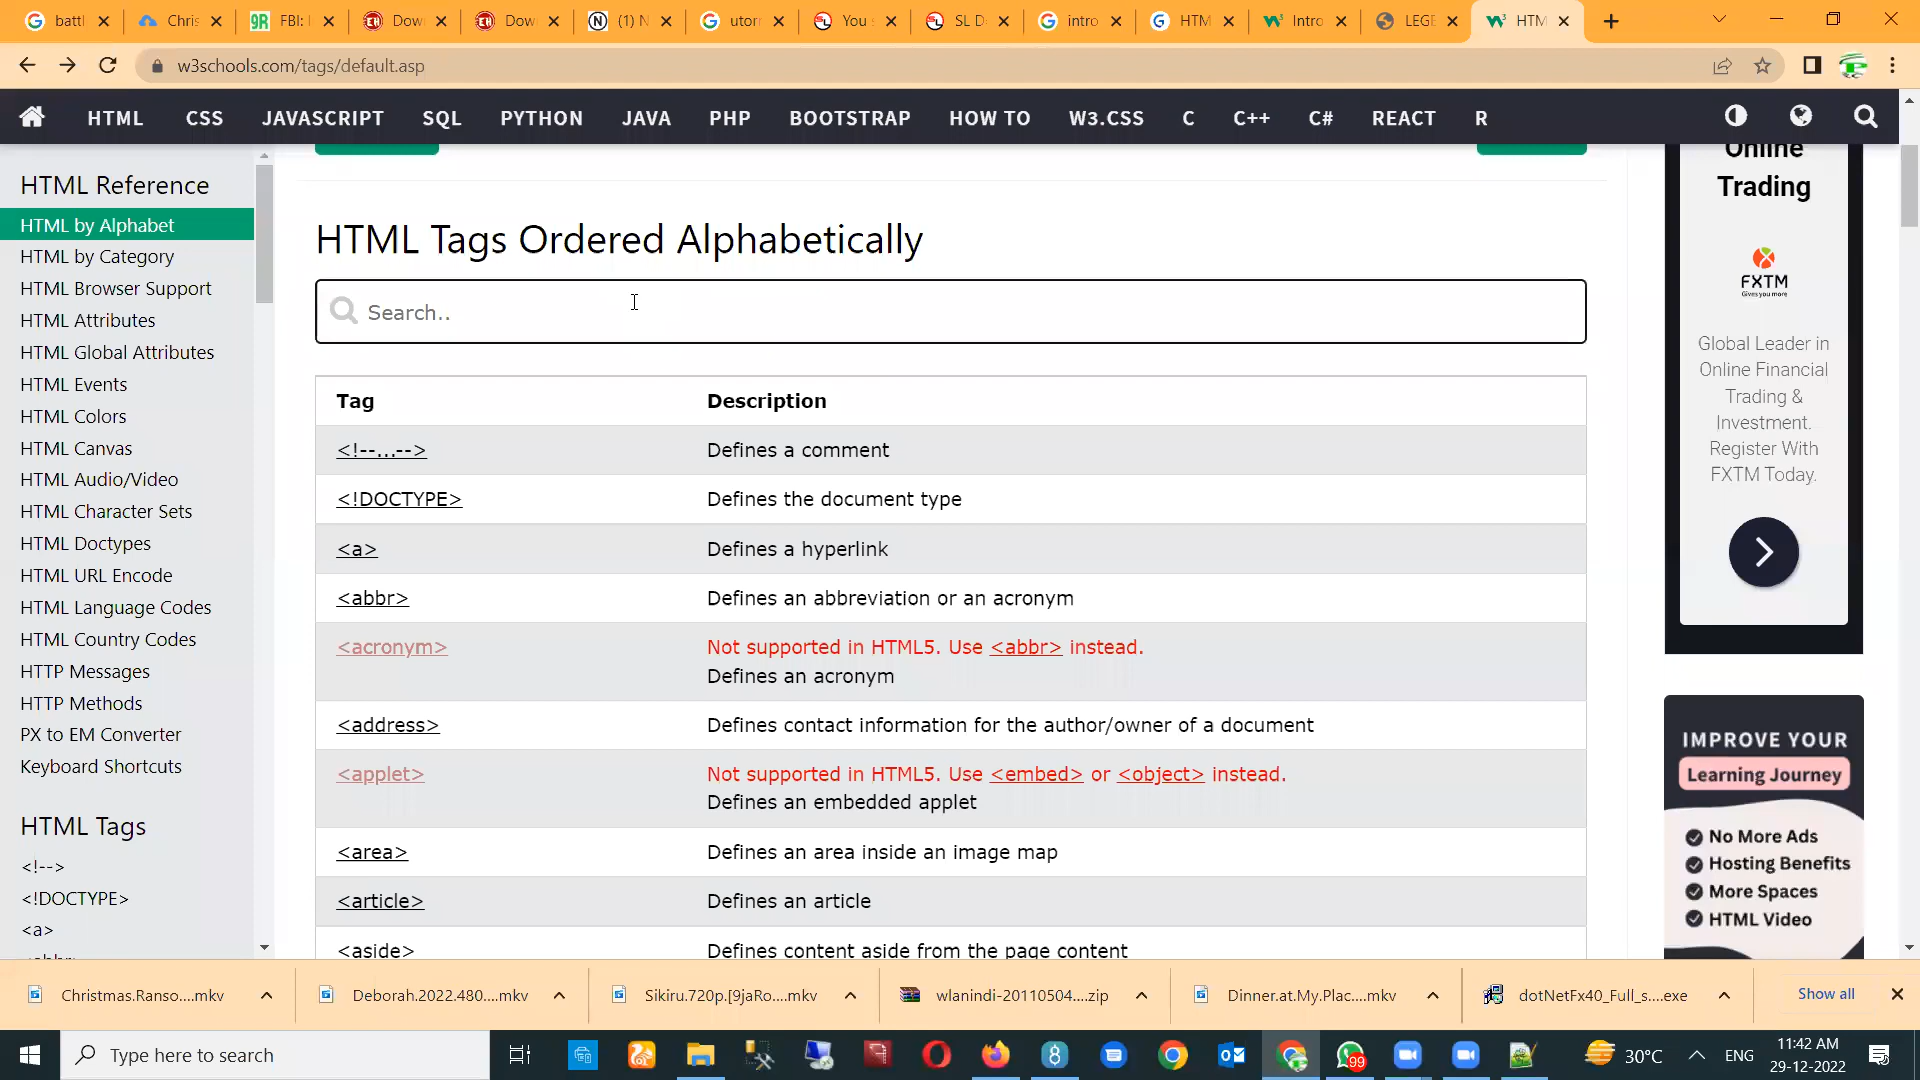 battl
Chris
FBI: 
Dow
Dow
(1) N
utor
You
SL D
intro
HTM
Intro
LEGE
HTM
w3schools.com/tags/default.asp
HTML
CSS
JAVASCRIPT
SQL
PYTHON
JAVA
PHP
BOOTSTRAP
HOW TO
W3.CSS
C
C++
C#
REACT
R
HTML Reference
HTML by Alphabet
HTML by Category
HTML Browser Support
HTML Attributes
HTML Global Attributes
HTML Events
HTML Colors
HTML Canvas
HTML Audio/Video
HTML Character Sets
HTML Doctypes
HTML URL Encode
HTML Language Codes
HTML Country Codes
HTTP Messages
HTTP Methods
PX to EM Converter
Keyboard Shortcuts
HTML Tags
<!-->
<!DOCTYPE>
<a>
HTML Tags Ordered Alphabetically
Search..
Tag Description
<!--...--> Defines a comment
<!DOCTYPE> Defines the document type
<a> Defines a hyperlink
<abbr> Defines an abbreviation or an acronym
<acronym> Not supported in HTML5. Use <abbr> instead.
Defines an acronym
<address> Defines contact information for the author/owner of a document
<applet> Not supported in HTML5. Use <embed> or <object> instead.
Defines an embedded applet
<area> Defines an area inside an image map
<article> Defines an article
<aside> Defines content aside from the page content
Online
Trading
FXTM
Gives you more
Global Leader in
Online Financial
Trading &
Investment.
Register With
FXTM Today.
IMPROVE YOUR
Learning Journey
No More Ads
Hosting Benefits
More Spaces
HTML Video
Christmas.Ranso....mkv
Deborah.2022.480....mkv
Sikiru.720p.[9jaRo....mkv
wlanindi-20110504....zip
Dinner.at.My.Plac....mkv
dotNetFx40_Full_s....exe
Show all
Type here to search
99
30°C
ENG
11:42 AM
29-12-2022